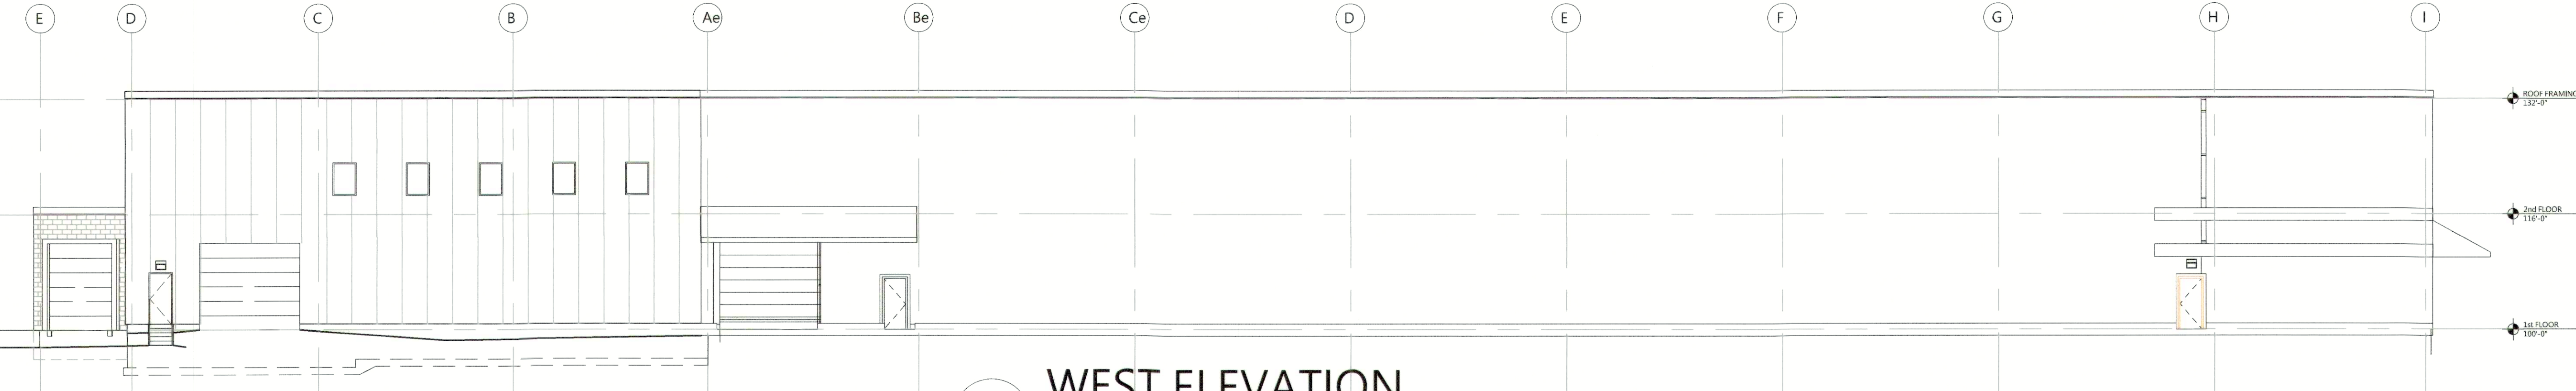 E D C B Ae Be Ce D E F G H I
ROOF FRAMING
132'-0"
2nd FLOOR
116'-0"
1st FLOOR
100'-0"
WEST ELEVATION